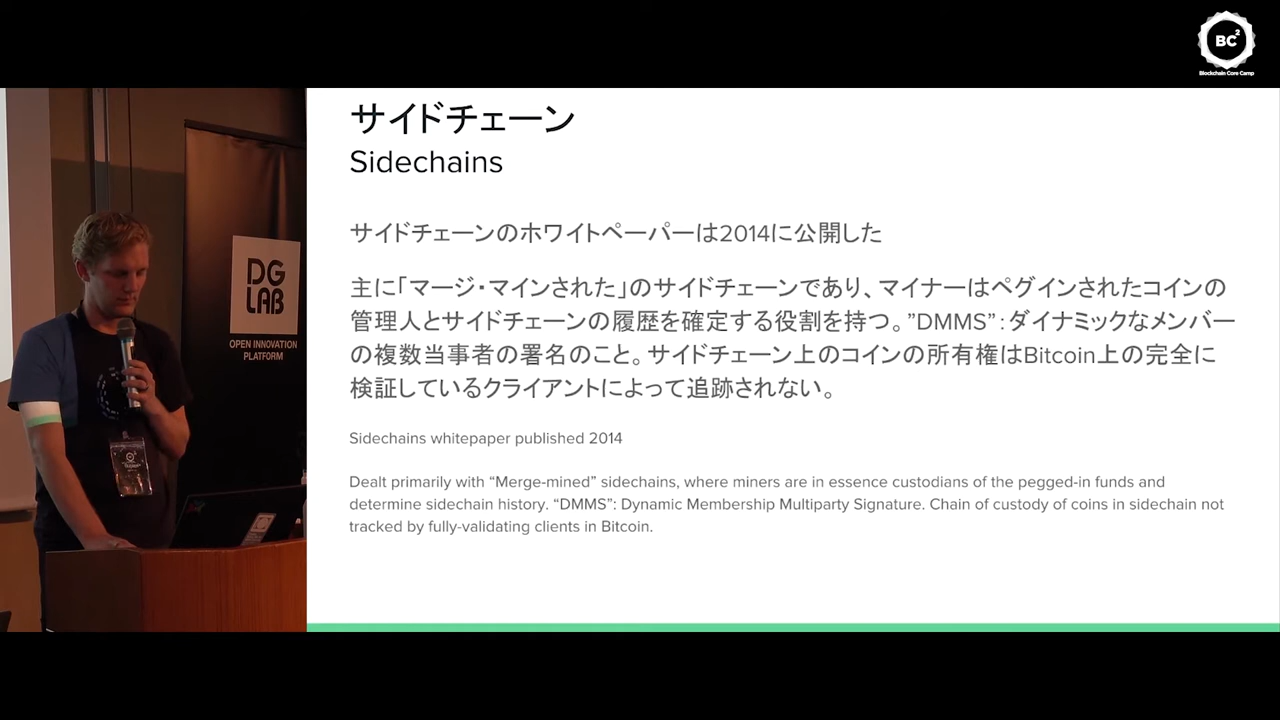 BC²
Blockchain Core Camp
サイドチェーン
Sidechains
サイドチェーンのホワイトペーパーは2014に公開した
主に「マージ・マインされた」のサイドチェーンであり、マイナーはペグインされたコインの
管理人とサイドチェーンの履歴を確定する役割を持つ。”DMMS”：ダイナミックなメンバー
の複数当事者の署名のこと。サイドチェーン上のコインの所有権はBitcoin上の完全に
検証しているクライアントによって追跡されない。
Sidechains whitepaper published 2014
Dealt primarily with “Merge-mined” sidechains, where miners are in essence custodians of the pegged-in funds and
determine sidechain history. “DMMS”: Dynamic Membership Multiparty Signature. Chain of custody of coins in sidechain not
tracked by fully-validating clients in Bitcoin.
DG
LAB
OPEN INNOVATION
PLATFORM